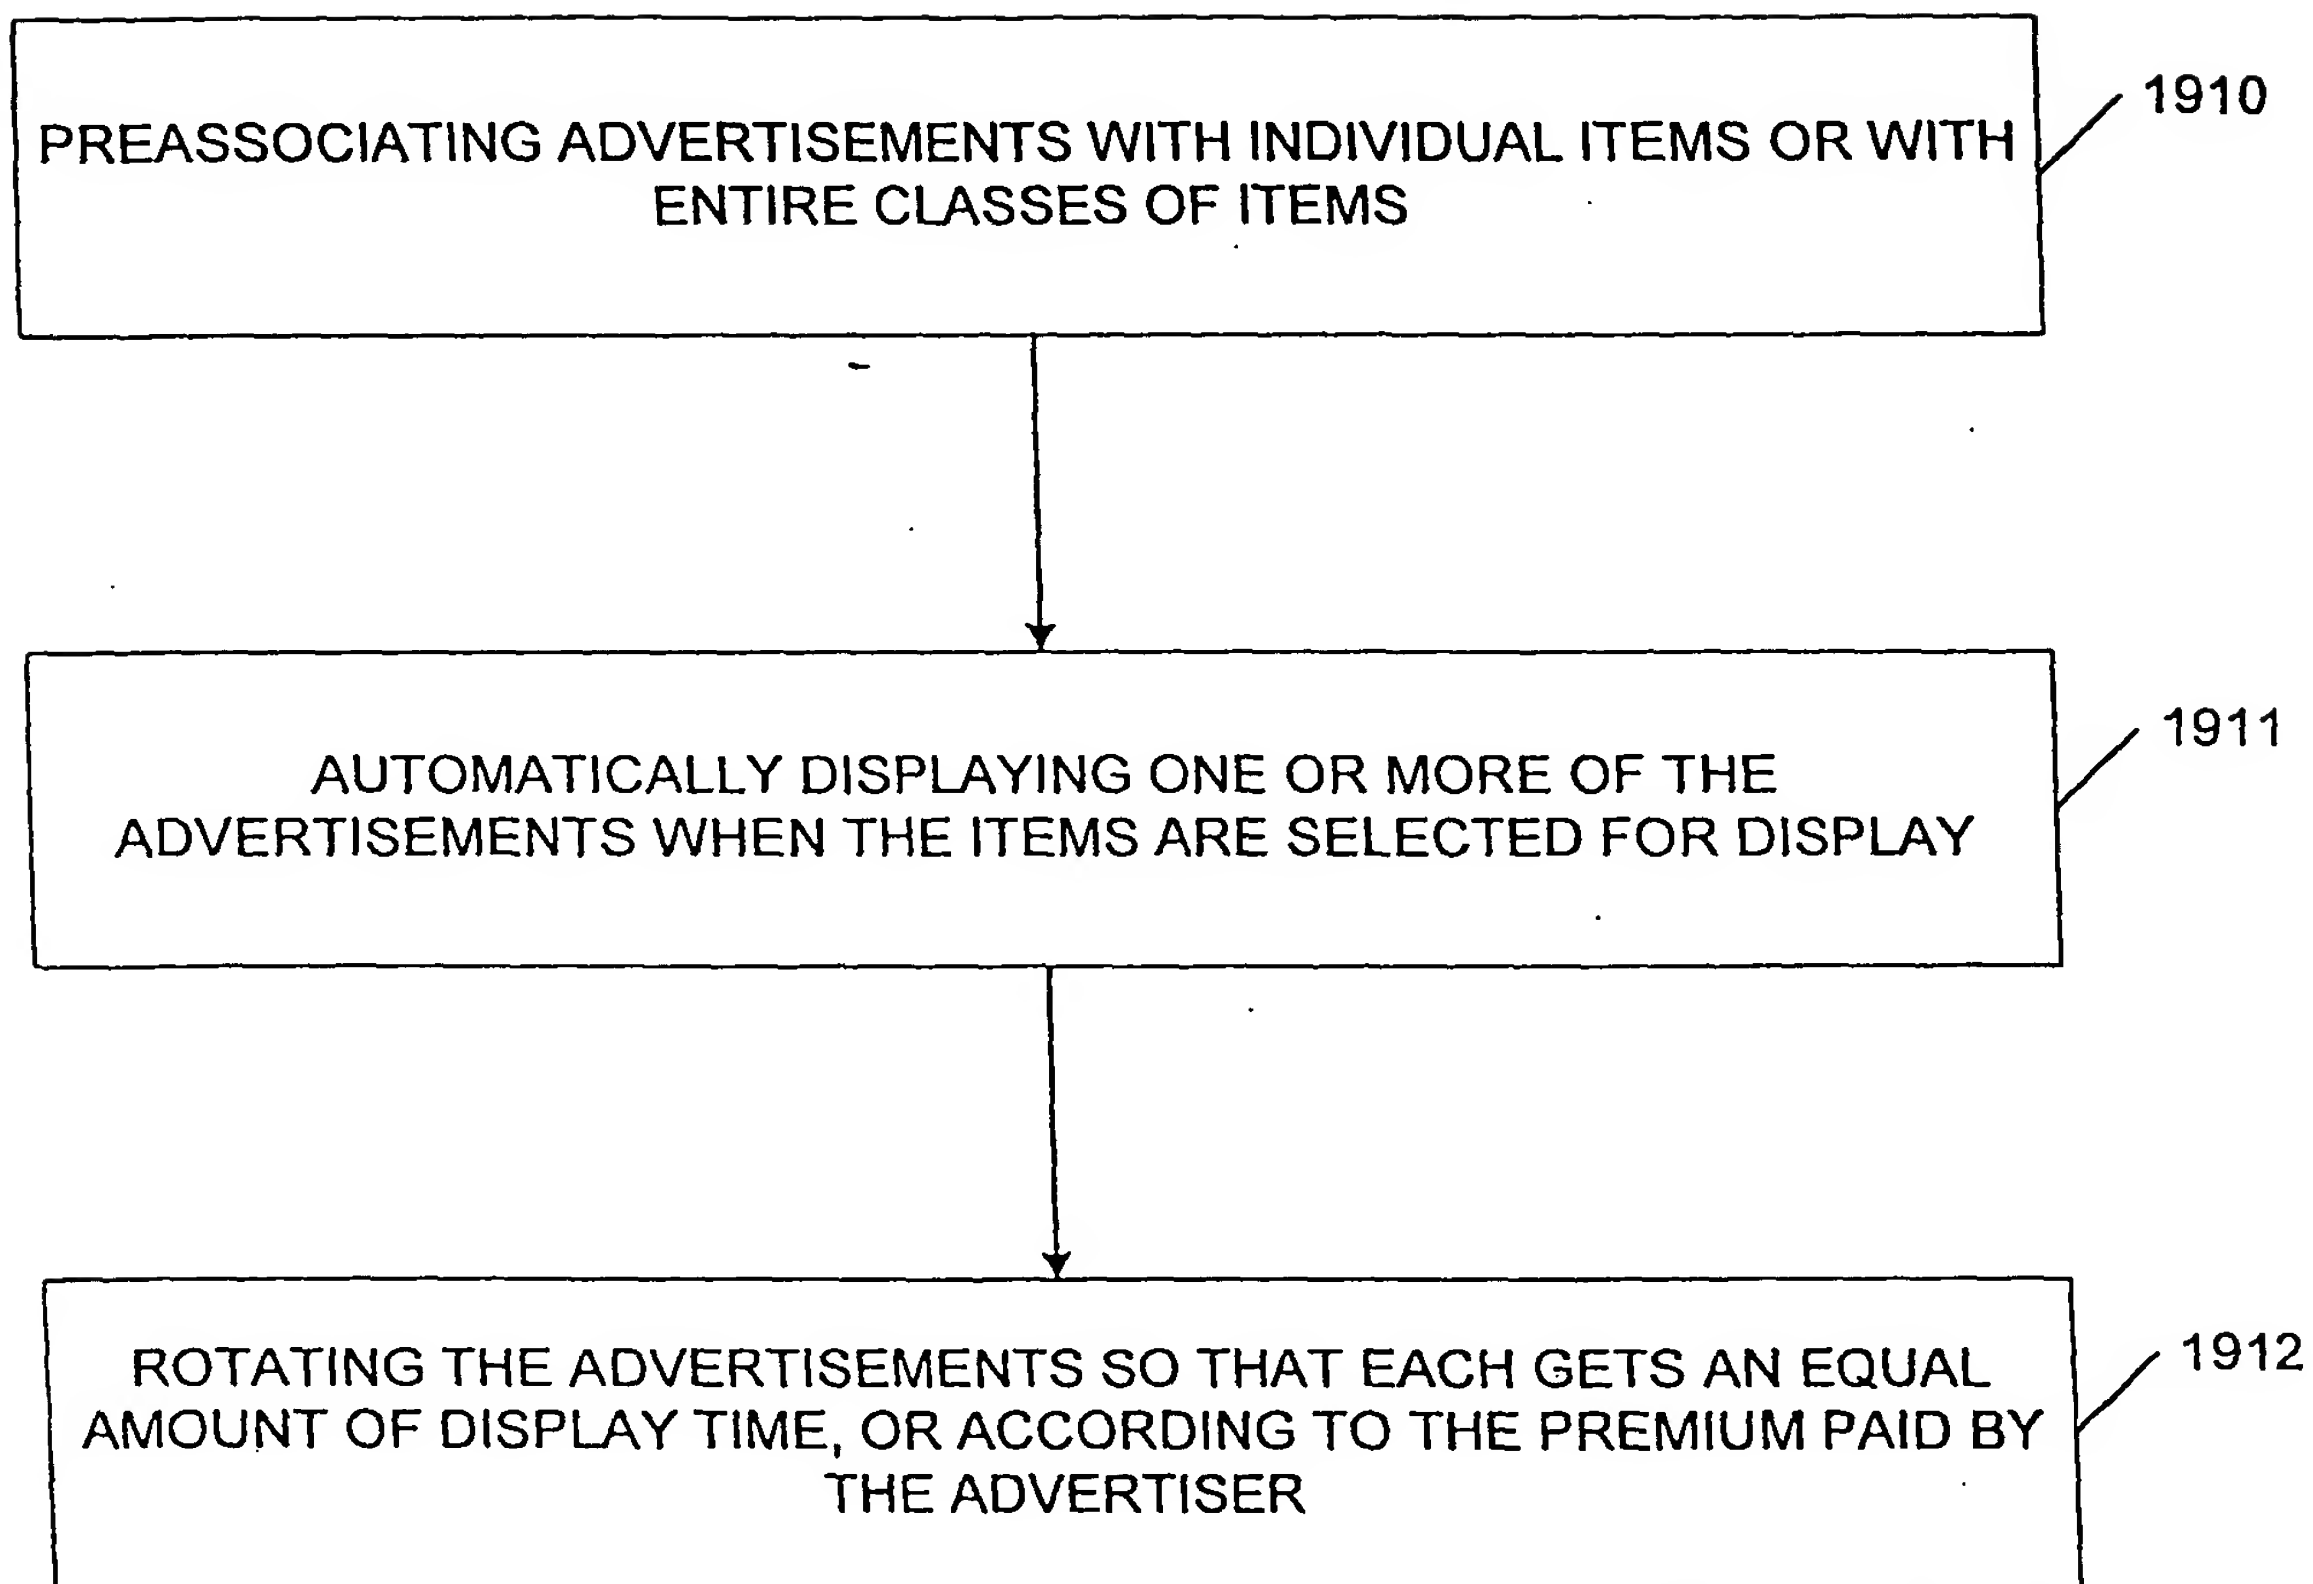 PREASSOCIATING ADVERTISEMENTS WITH INDIVIDUAL ITEMS OR WITH
ENTIRE CLASSES OF ITEMS
1910
AUTOMATICALLY DISPLAYING ONE OR MORE OF THE
ADVERTISEMENTS WHEN THE ITEMS ARE SELECTED FOR DISPLAY
1911
ROTATING THE ADVERTISEMENTS SO THAT EACH GETS AN EQUAL
AMOUNT OF DISPLAY TIME, OR ACCORDING TO THE PREMIUM PAID BY
THE ADVERTISER
1912